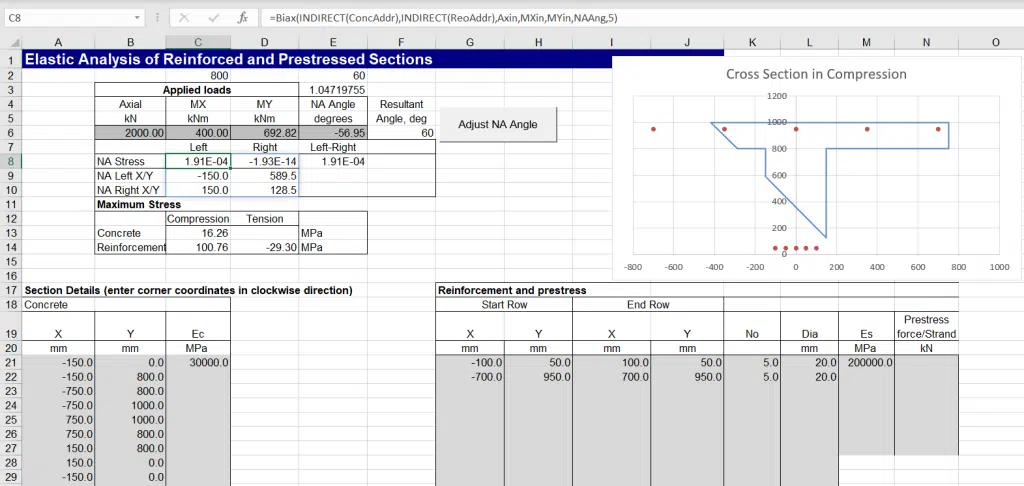 C8 fx =Biax(INDIRECT(ConcAddr),INDIRECT(ReoAddr),Axin,MXin,MYin,NAAng,5)
A B C D E F G H I J K L M N O
1 Elastic Analysis of Reinforced and Prestressed Sections
2 800 60
3 Applied loads 1.04719755
4 Axial MX MY NA Angle Resultant
5 kN kNm kNm degrees Angle, deg
6 2000.00 400.00 692.82 -56.95 60
7 Left Right Left-Right
8 NA Stress 1.91E-04 -1.93E-14 1.91E-04
9 NA Left X/Y -150.0 589.5
10 NA Right X/Y 150.0 128.5
11 Maximum Stress
12 Compression Tension
13 Concrete 16.26 MPa
14 Reinforcement 100.76 -29.30 MPa
15
16
Adjust NA Angle
Cross Section in Compression
1200
1000
800
600
400
200
0
-800 -600 -400 -200 0 200 400 600 800 1000
17 Section Details (enter corner coordinates in clockwise direction) Reinforcement and prestress
18 Concrete Start Row End Row
Prestress
19 X Y Ec X Y X Y No Dia Es force/Strand
20 mm mm MPa mm mm mm mm mm MPa kN
21 -150.0 0.0 30000.0 -100.0 50.0 100.0 50.0 5.0 20.0 200000.0
22 -150.0 800.0 -700.0 950.0 700.0 950.0 5.0 20.0
23 -750.0 800.0
24 -750.0 1000.0
25 750.0 1000.0
26 750.0 800.0
27 150.0 800.0
28 150.0 0.0
29 -150.0 0.0